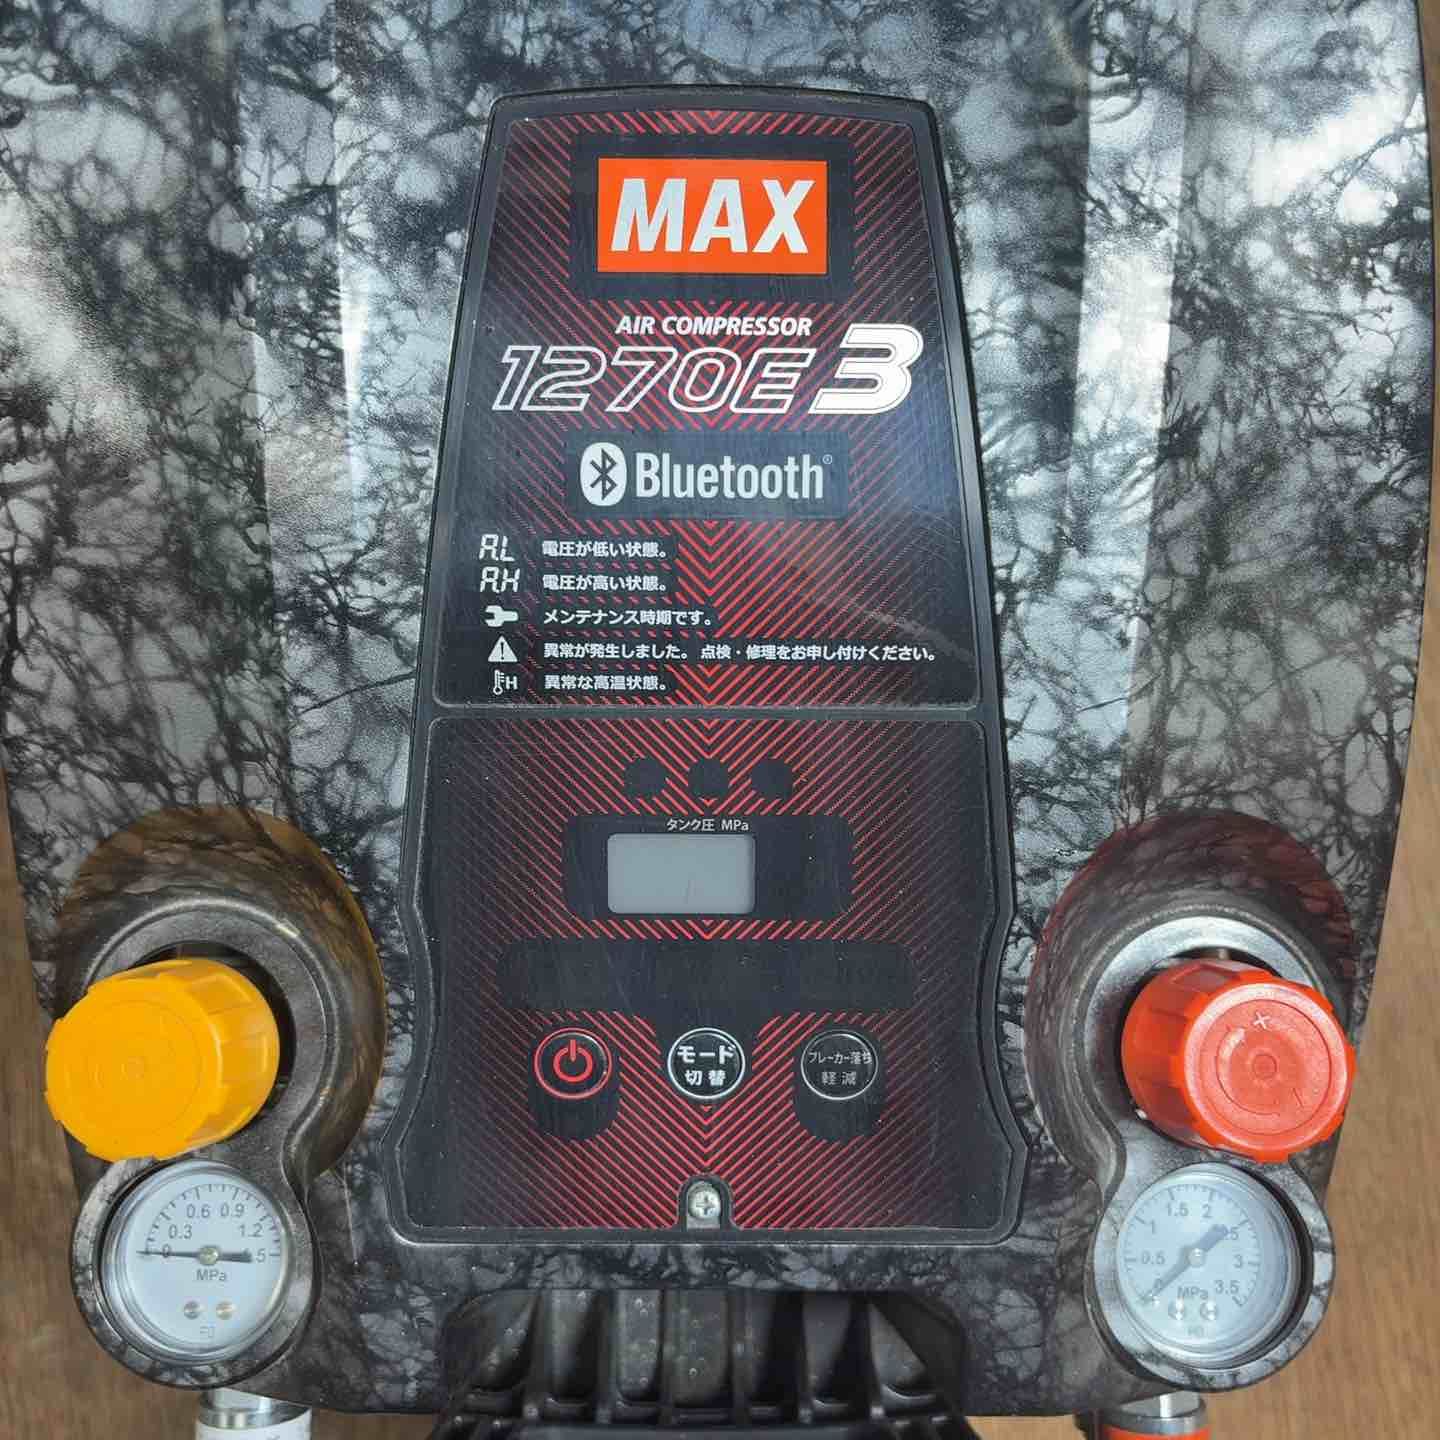 MAX
AIR COMPRESSOR
1270E3
Bluetooth®
AL 電圧が低い状態。
AH 電圧が高い状態。
メンテナンス時期です。
異常が発生しました。点検・修理をお申し付けください。
H 異常な高温状態。
タンク圧 MPa
モード
切替
ブレーカー落ち
軽減
+
-
0.6 0.9
0.3 1.2
0 1.5
MPa
1.5 2
1 2.5
0.5 3
0 3.5
MPa